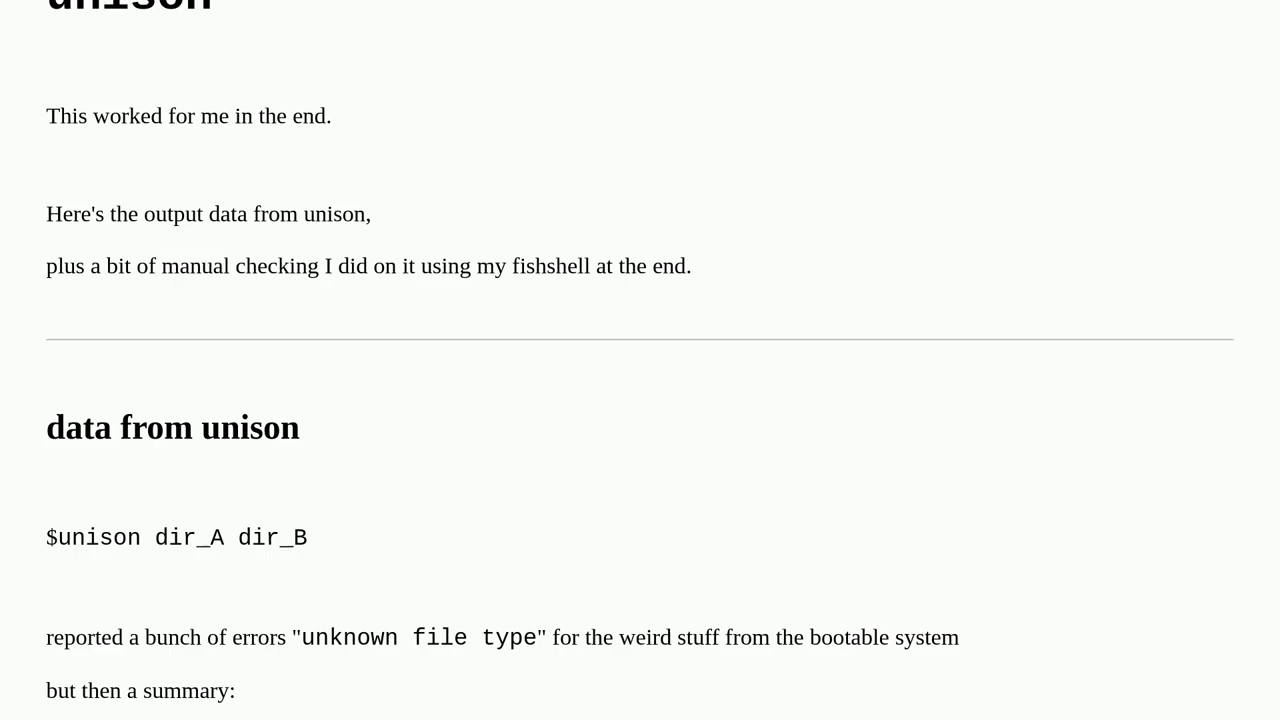 unison
This worked for me in the end.
Here's the output data from unison,
plus a bit of manual checking I did on it using my fishshell at the end.
data from unison
$unison dir_A dir_B
reported a bunch of errors "unknown file type" for the weird stuff from the bootable system
but then a summary: